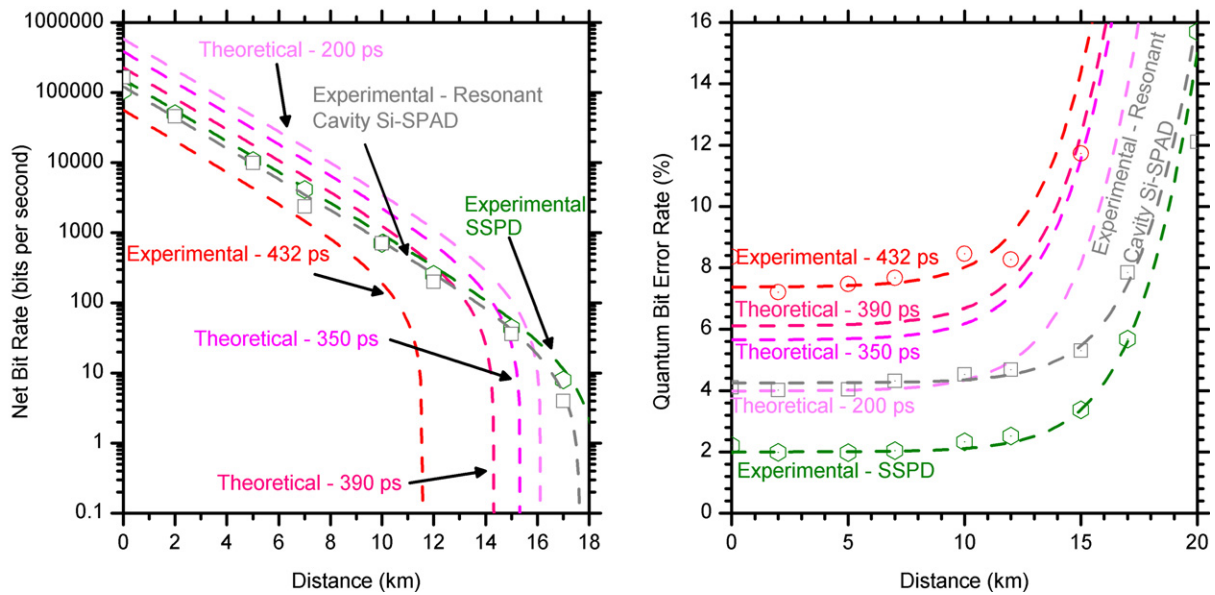 Net Bit Rate (bits per second)
100000
10000
1000
100
10
1
0.1
0 2 4 6 8 10 12 14 16 18
Distance (km)
Theoretical - 200 ps
Experimental - Resonant
Cavity Si-SPAD
Experimental
SSPD
Experimental - 432 ps
Theoretical - 350 ps
Theoretical - 390 ps
Quantum Bit Error Rate (%)
16
14
12
10
8
6
4
2
0
0 5 10 15 20
Distance (km)
Experimental - Resonant
Cavity Si-SPAD
Experimental - 432 ps
Theoretical - 390 ps
Theoretical - 350 ps
Theoretical - 200 ps
Experimental - SSPD